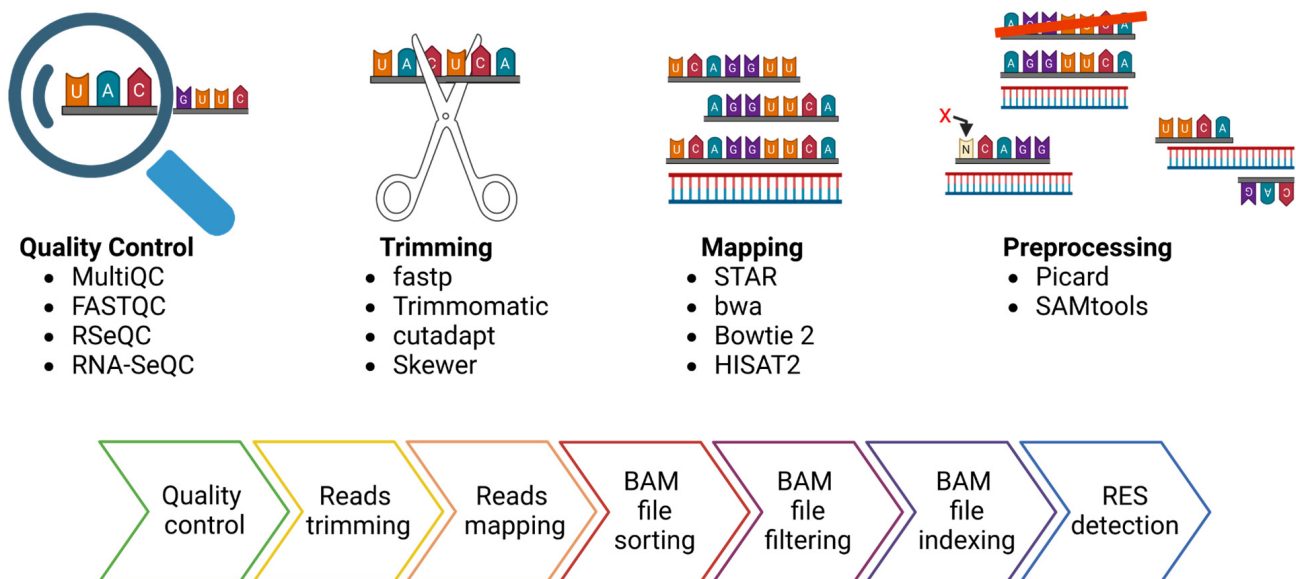 U A C G U U C
U A C U C A
U C A G G U U
A G G U U C A
U C A G G U U C A
A G G U U C A
A G G U U C A
X
N C A G G
U U C A
G A C
Quality Control
• MultiQC
• FASTQC
• RSeQC
• RNA-SeQC
Trimming
• fastp
• Trimmomatic
• cutadapt
• Skewer
Mapping
• STAR
• bwa
• Bowtie 2
• HISAT2
Preprocessing
• Picard
• SAMtools
Quality
control
Reads
trimming
Reads
mapping
BAM
file
sorting
BAM
file
filtering
BAM
file
indexing
RES
detection